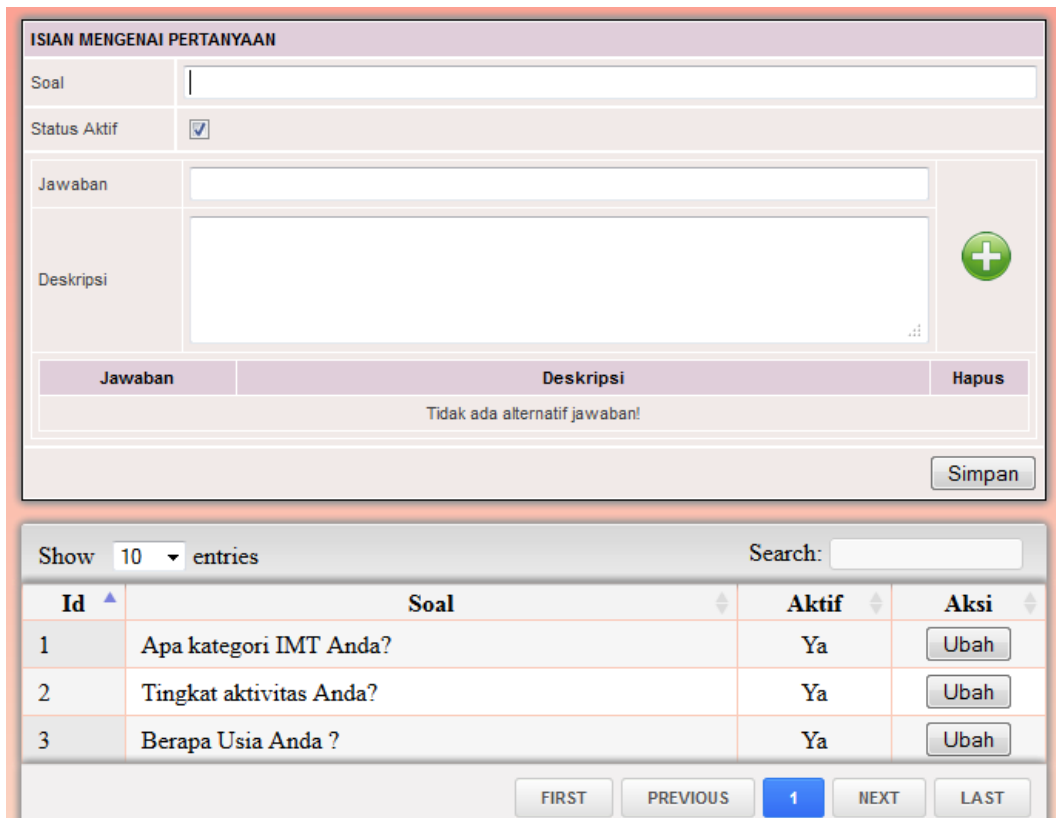 ISIAN MENGENAI PERTANYAAN
Soal
Status Aktif
Jawaban
Deskripsi
Jawaban Deskripsi Hapus
Tidak ada alternatif jawaban!
Simpan
Show 10 entries Search:
Id Soal Aktif Aksi
1 Apa kategori IMT Anda? Ya Ubah
2 Tingkat aktivitas Anda? Ya Ubah
3 Berapa Usia Anda ? Ya Ubah
FIRST PREVIOUS 1 NEXT LAST